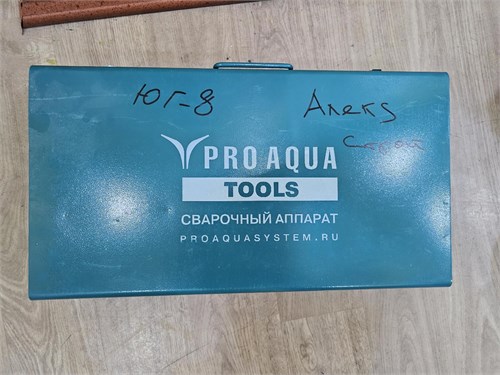 ЮГ-8
Алекс
PRO AQUA
TOOLS
СВАРОЧНЫЙ АППАРАТ
PROAQUASYSTEM.RU